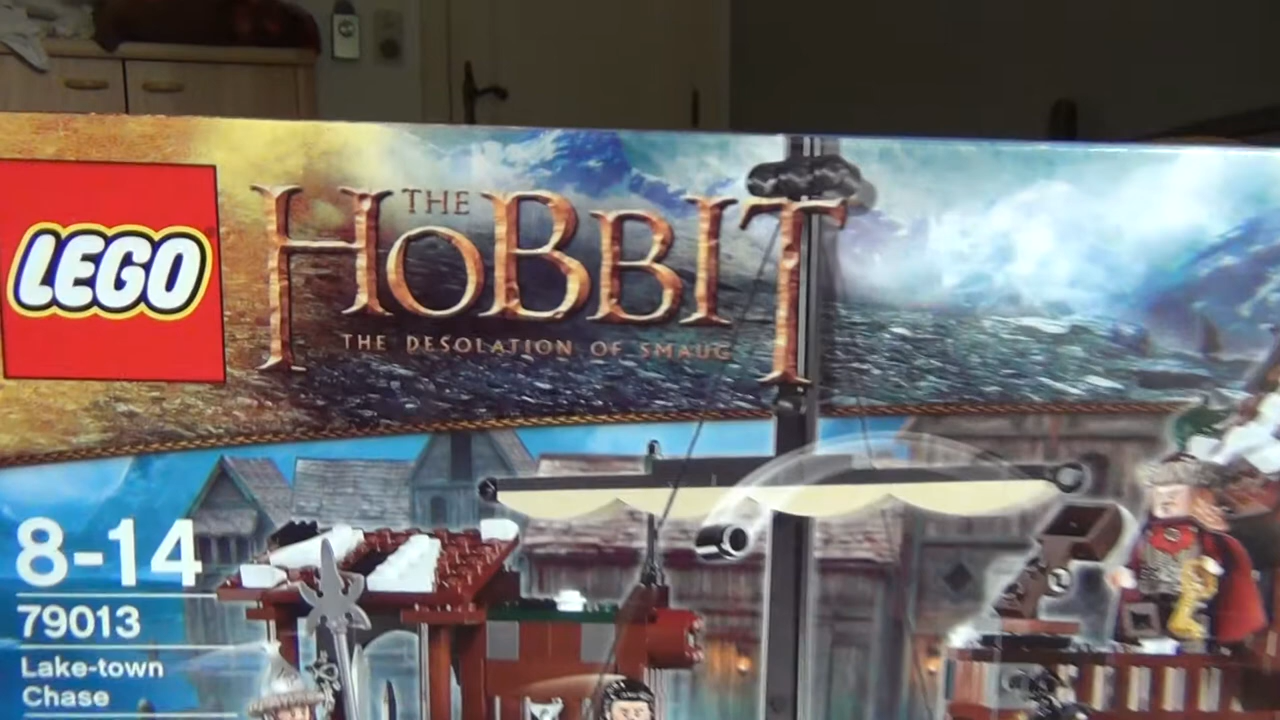 LEGO
THE
HOBBIT
THE DESOLATION OF SMAUG
8-14
79013
Lake-town
Chase